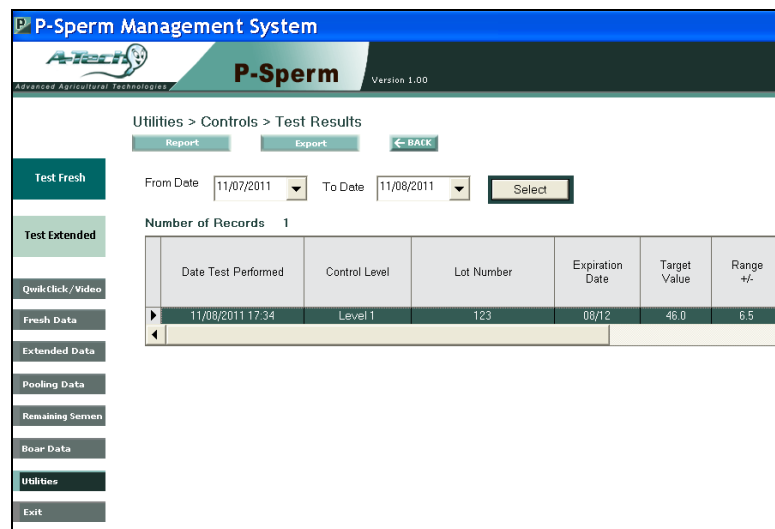 P-Sperm Management System
A-Tech
Advanced Agricultural Technologies
P-Sperm Version 1.00
Utilities > Controls > Test Results
Report Export BACK
Test Fresh
From Date 11/07/2011 To Date 11/08/2011 Select
Number of Records 1
Test Extended
Date Test Performed Control Level Lot Number Expiration Date Target Value Range +/-
11/08/2011 17:34 Level 1 123 08/12 46.0 6.5
QwikClick/Video
Fresh Data
Extended Data
Pooling Data
Remaining Semen
Boar Data
Utilities
Exit